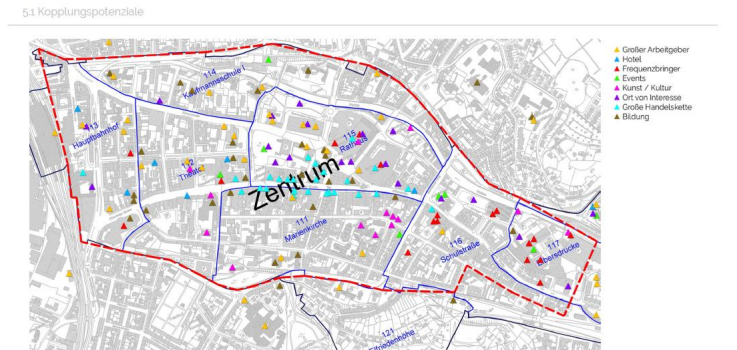 5.1 Kopplungspotenziale
Großer Arbeitgeber
Hotel
Frequenzbringer
Events
Kunst / Kultur
Ort von Interesse
Große Handelskette
Bildung
114
Kaufmannsschule I
113
Hauptbahnhof
115
Rathaus
112
Theater
Zentrum
111
Marienkirche
116
Schulstraße
117
Elbersdrucke
121